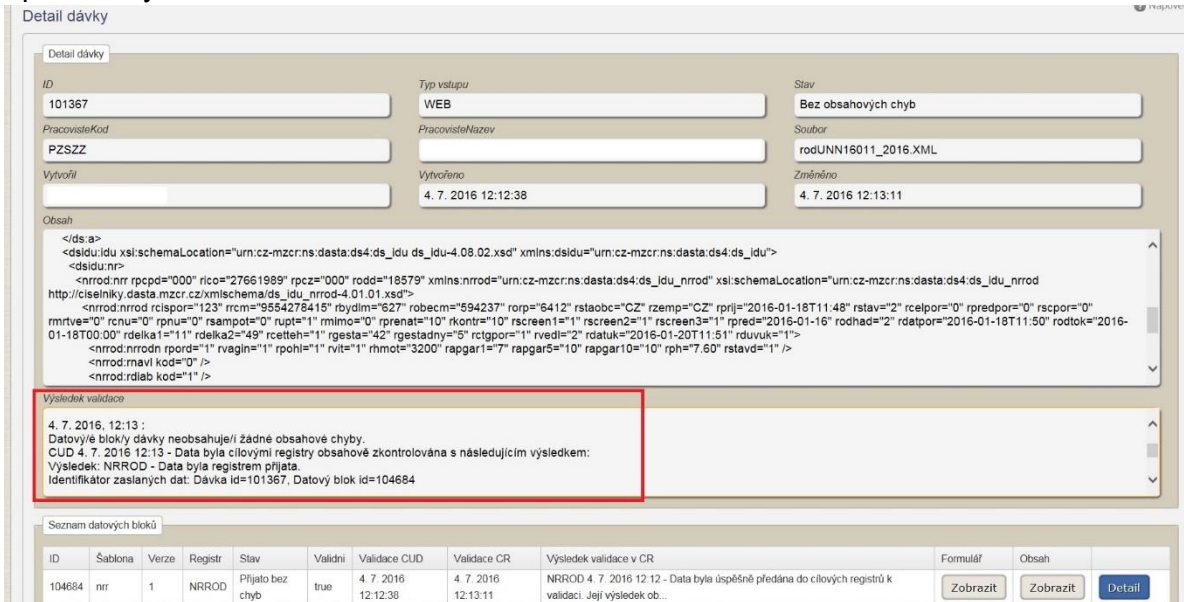 Nápověd
Detail dávky
Detail dávky
ID Typ vstupu Stav
101367 WEB Bez obsahových chyb
PracovisteKod PracovisteNazev Soubor
PZSZZ rodUNN16011_2016.XML
Vytvořil Vytvořeno Změněno
4. 7. 2016 12:12:38 4. 7. 2016 12:13:11
Obsah
</ds:a>
<dsidu:idu xsi:schemaLocation="urn:cz-mzcr:ns:dasta:ds4:ds_idu ds_idu-4.08.02.xsd" xmlns:dsidu="urn:cz-mzcr:ns:dasta:ds4:ds_idu">
<dsidu:nr>
<nrrod:nrr rpcpd="000" rico="27661989" rpcz="000" rodd="18579" xmlns:nrrod="urn:cz-mzcr:ns:dasta:ds4:ds_idu_nrrod" xsi:schemaLocation="urn:cz-mzcr:ns:dasta:ds4:ds_idu_nrrod
http://ciselniky.dasta.mzcr.cz/xmlschema/ds_idu_nrrod-4.01.01.xsd">
<nrrod:nrrod rcispor="123" rrcm="9554278415" rbydlm="627" robecm="594237" rorp="6412" rstaobc="CZ" rzemp="CZ" rprij="2016-01-18T11:48" rstav="2" rcelpor="0" rpredpor="0" rscpor="0"
rmrtve="0" rcnu="0" rpnu="0" rsampot="0" rupt="1" rmimo="0" rprenat="10" rkontr="10" rscreen1="1" rscreen2="1" rscreen3="1" rpred="2016-01-16" rodhad="2" rdatpor="2016-01-18T11:50" rodtok="2016-
01-18T00:00" rdelka1="11" rdelka2="49" rcetteh="1" rgesta="42" rgestadny="5" rctgpor="1" rvedl="2" rdatuk="2016-01-20T11:51" rduvuk="1">
<nrrod:nrrodn rpord="1" rvagin="1" rpohl="1" rvit="1" rhmot="3200" rapgar1="7" rapgar5="10" rapgar10="10" rph="7.60" rstavd="1" />
<nrrod:rnavl kod="0" />
<nrrod:rdiab kod="1" />
Výsledek validace
4. 7. 2016, 12:13 :
Datový/é blok/y dávky neobsahuje/í žádné obsahové chyby.
CUD 4. 7. 2016 12:13 - Data byla cílovými registry obsahově zkontrolována s následujícím výsledkem:
Výsledek: NRROD - Data byla registrem přijata.
Identifikátor zaslaných dat: Dávka id=101367, Datový blok id=104684
Seznam datových bloků
ID Šablona Verze Registr Stav Validni Validace CUD Validace CR Výsledek validace v CR Formulář Obsah
104684 nrr 1 NRROD Přijato bez chyb true 4. 7. 2016 12:12:38 4. 7. 2016 12:13:11 NRROD 4. 7. 2016 12:12 - Data byla úspěšně předána do cílových registrů k validaci. Její výsledek ob... Zobrazit Zobrazit Detail